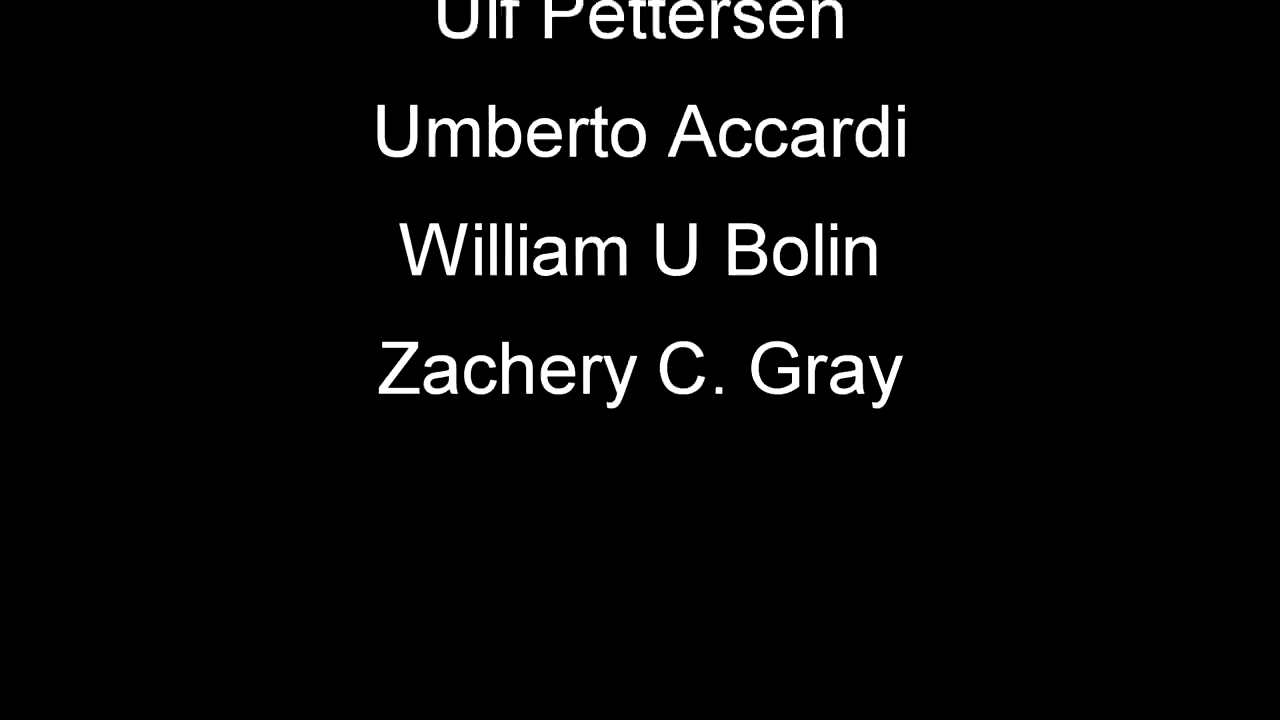 Ulf Pettersen
Umberto Accardi
William U Bolin
Zachery C. Gray